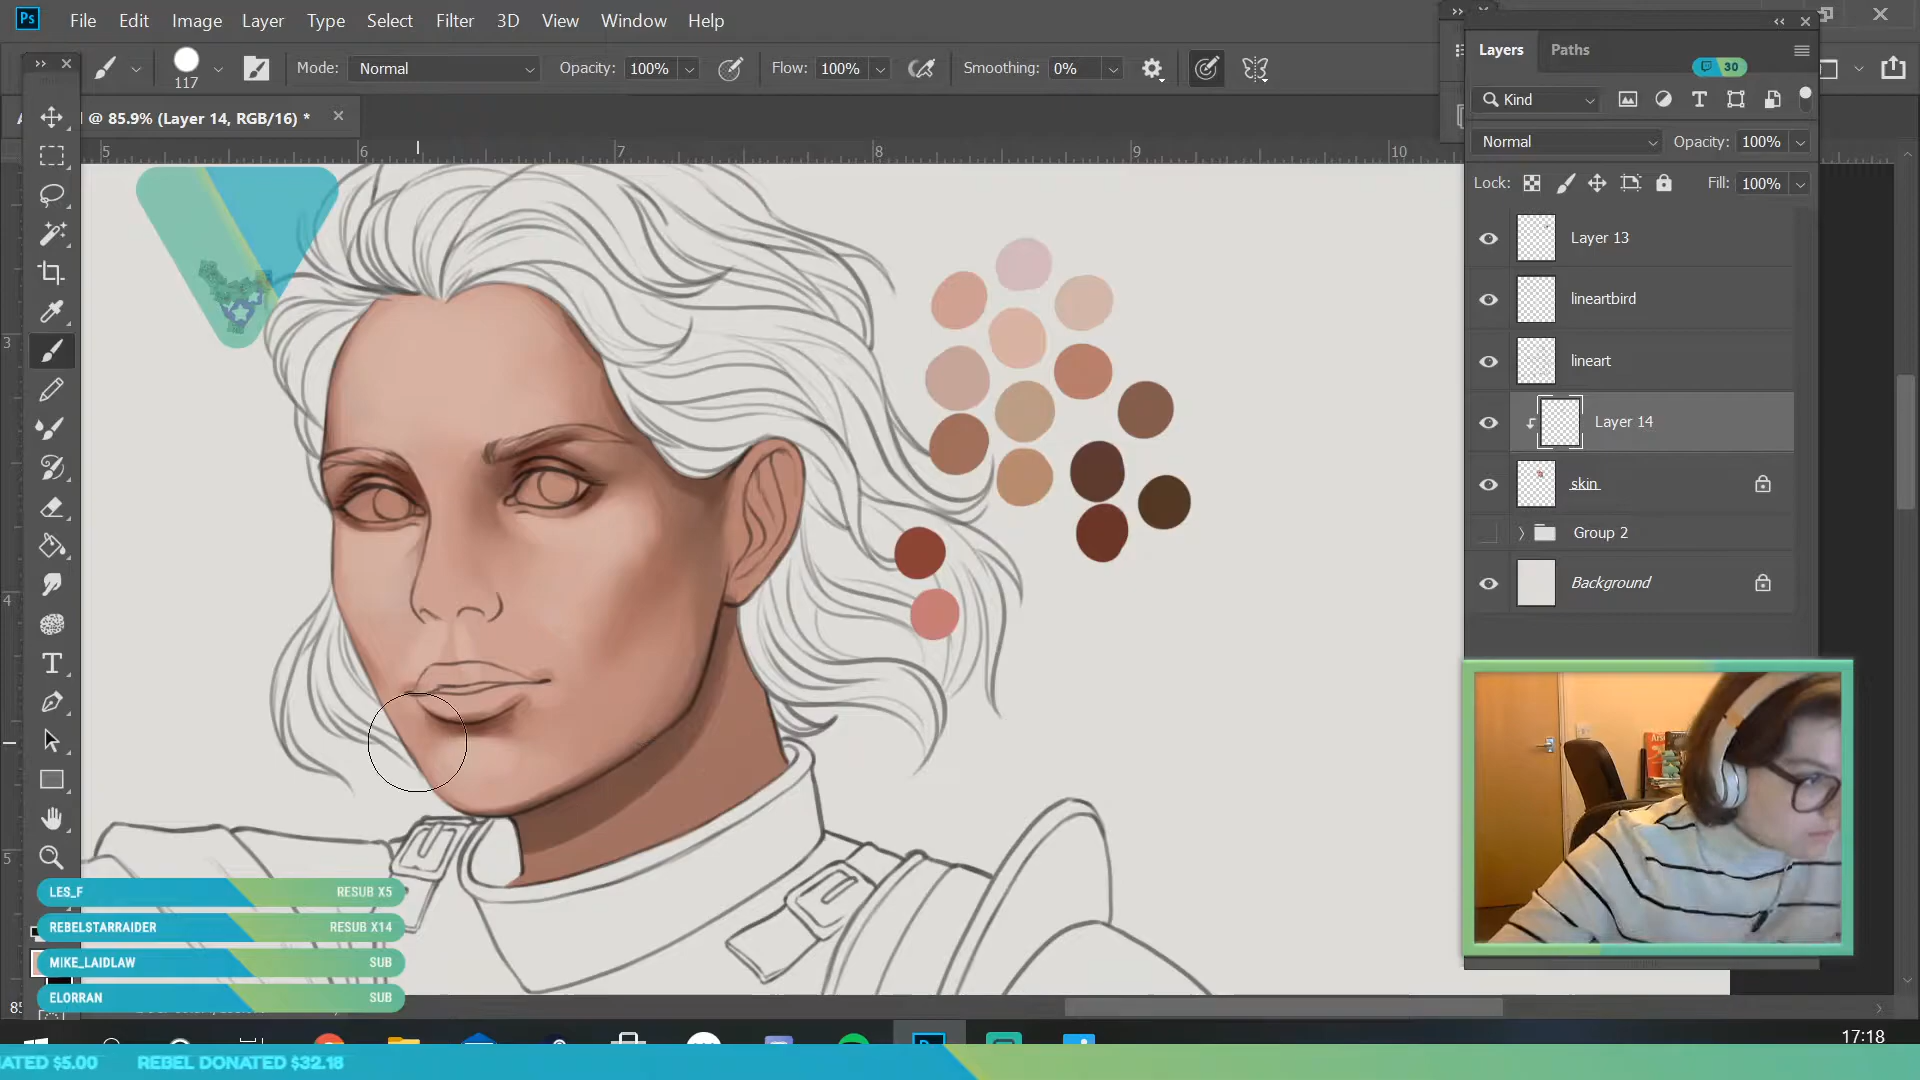 Ps File Edit Image Layer Type Select Filter 3D View Window Help
117 Mode: Normal Opacity: 100% Flow: 100% Smoothing: 0%
@ 85.9% (Layer 14, RGB/16) *
5 6 7 8 9 10
3
4
5
Layers Paths
30
Kind
Normal Opacity: 100%
Lock: Fill: 100%
Layer 13
lineartbird
lineart
Layer 14
skin
Group 2
Background
LES_F RESUB X5
REBELSTARRAIDER RESUB X14
MIKE_LAIDLAW SUB
ELORRAN SUB
17:18
REBEL DONATED $32.18